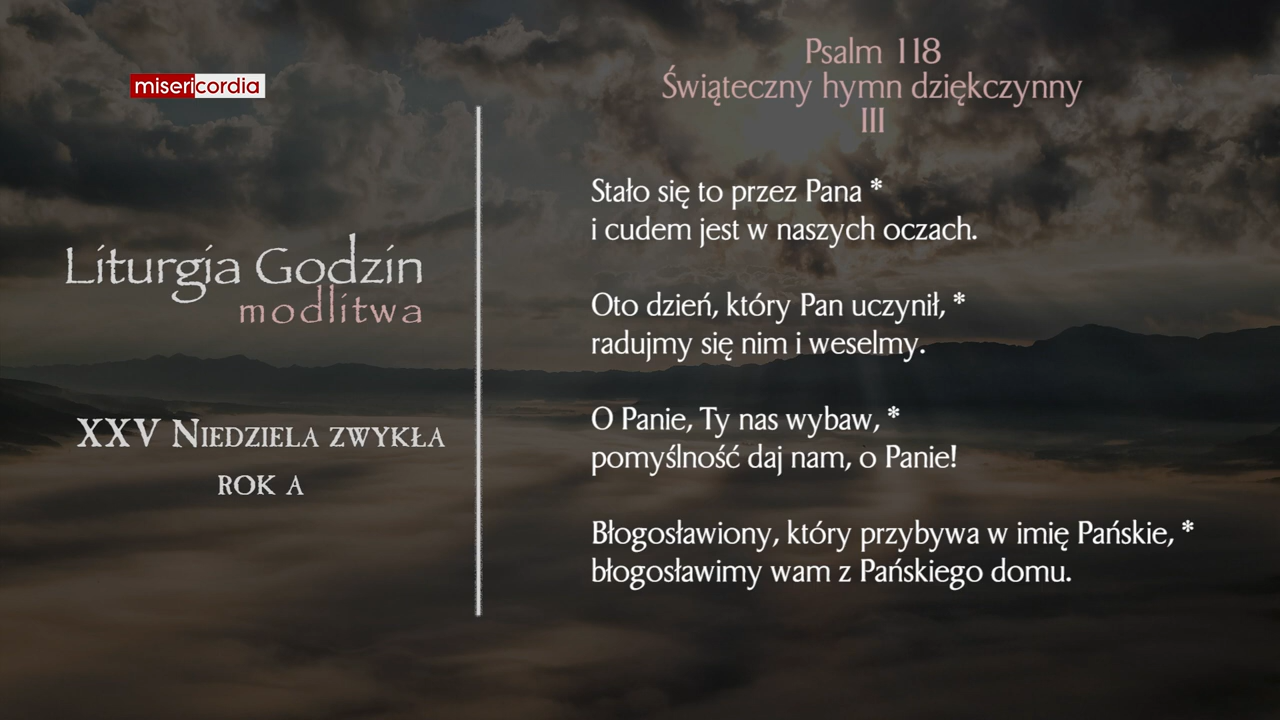 misericordia
Liturgia Godzin
modlitwa
XXV Niedziela zwykła
rok A
Psalm 118
Świąteczny hymn dziękczynny
III
Stało się to przez Pana *
i cudem jest w naszych oczach.
Oto dzień, który Pan uczynił, *
radujmy się nim i weselmy.
O Panie, Ty nas wybaw, *
pomyślność daj nam, o Panie!
Błogosławiony, który przybywa w imię Pańskie, *
błogosławimy wam z Pańskiego domu.